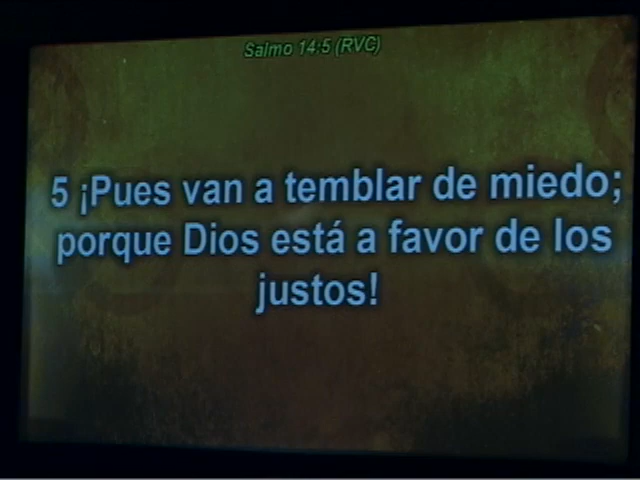 Salmo 14:5 (RVC)
5 ¡Pues van a temblar de miedo;
porque Dios está a favor de los
justos!